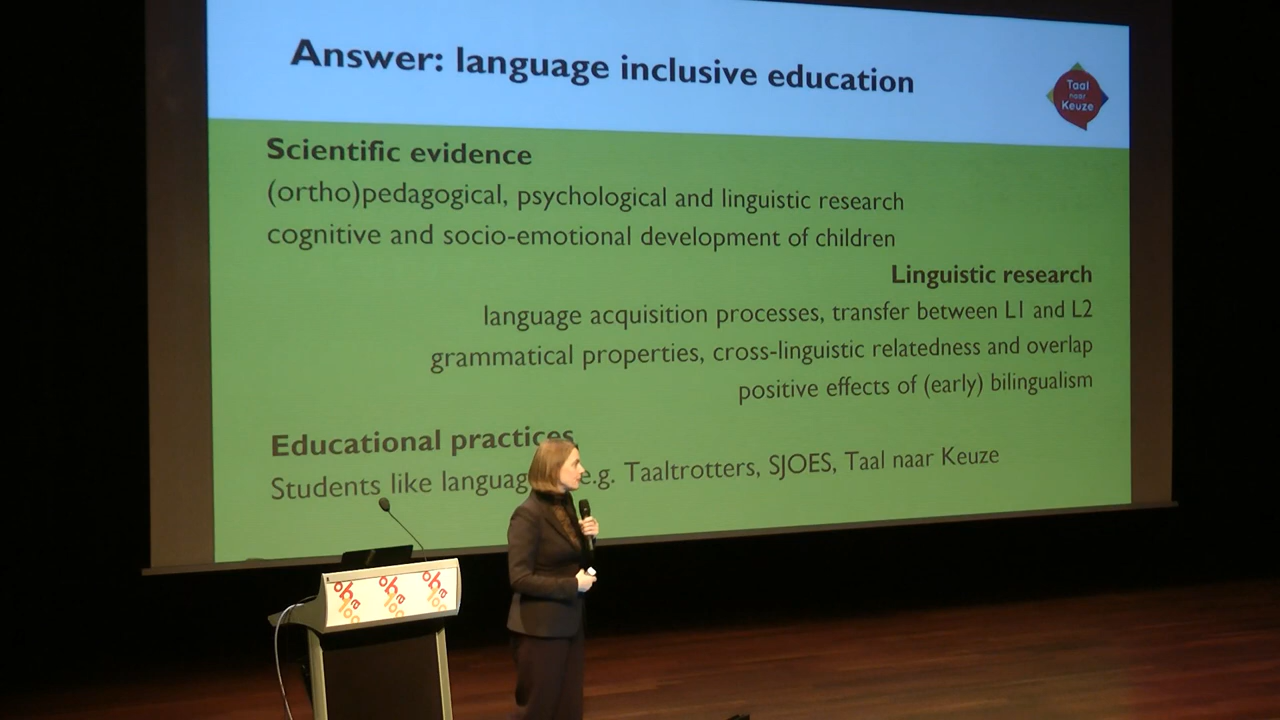 Answer: language inclusive education
Taal
naar
Keuze
Scientific evidence
(ortho)pedagogical, psychological and linguistic research
cognitive and socio-emotional development of children
Linguistic research
language acquisition processes, transfer between L1 and L2
grammatical properties, cross-linguistic relatedness and overlap
positive effects of (early) bilingualism
Educational practices
Students like e.g. Taaltrotters, SJOES, Taal naar Keuze